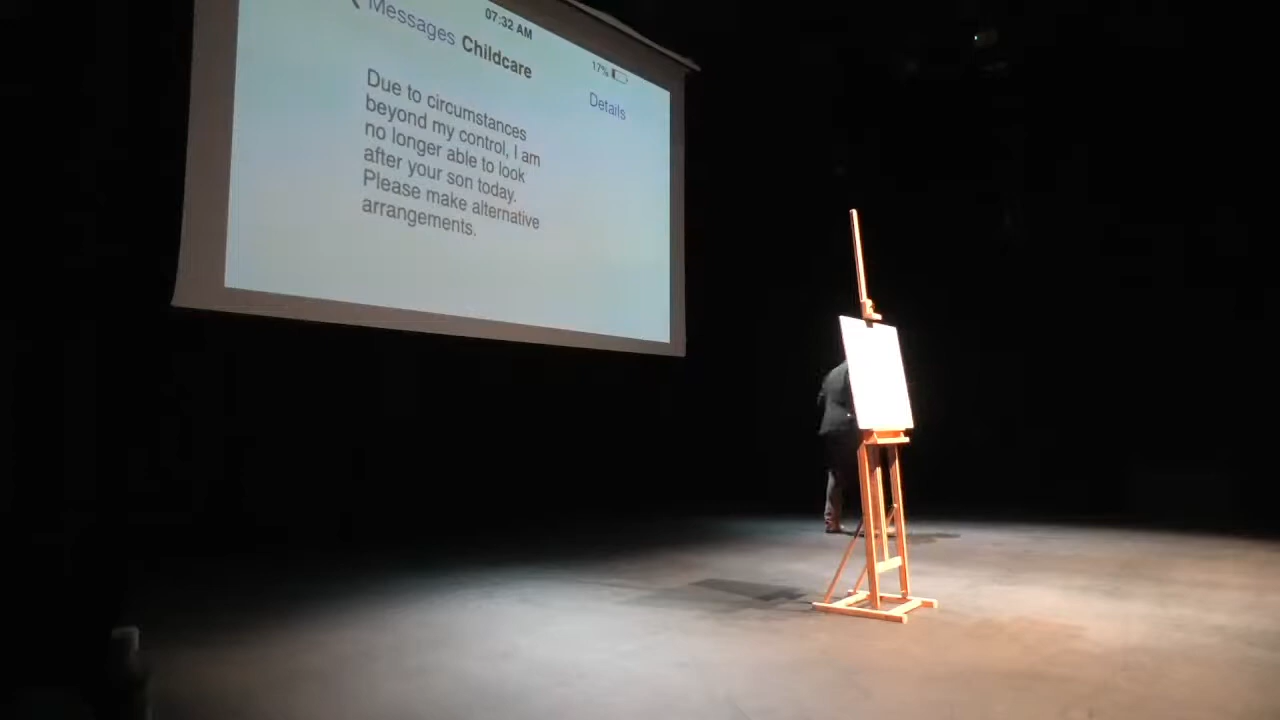 07:32 AM
Messages Childcare
17%
Details
Due to circumstances
beyond my control, I am
no longer able to look
after your son today.
Please make alternative
arrangements.